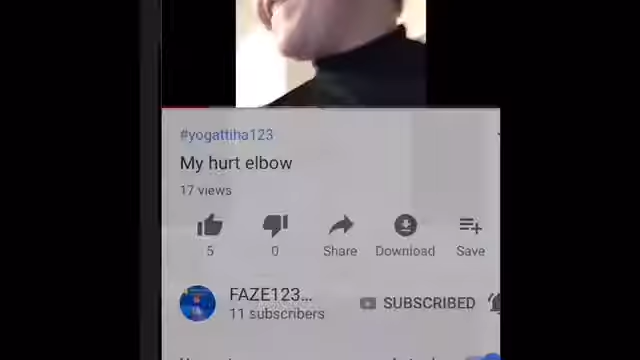 #yogattiha123
My hurt elbow
17 views
5
0
Share
Download
Save
FAZE123...
11 subscribers
SUBSCRIBED